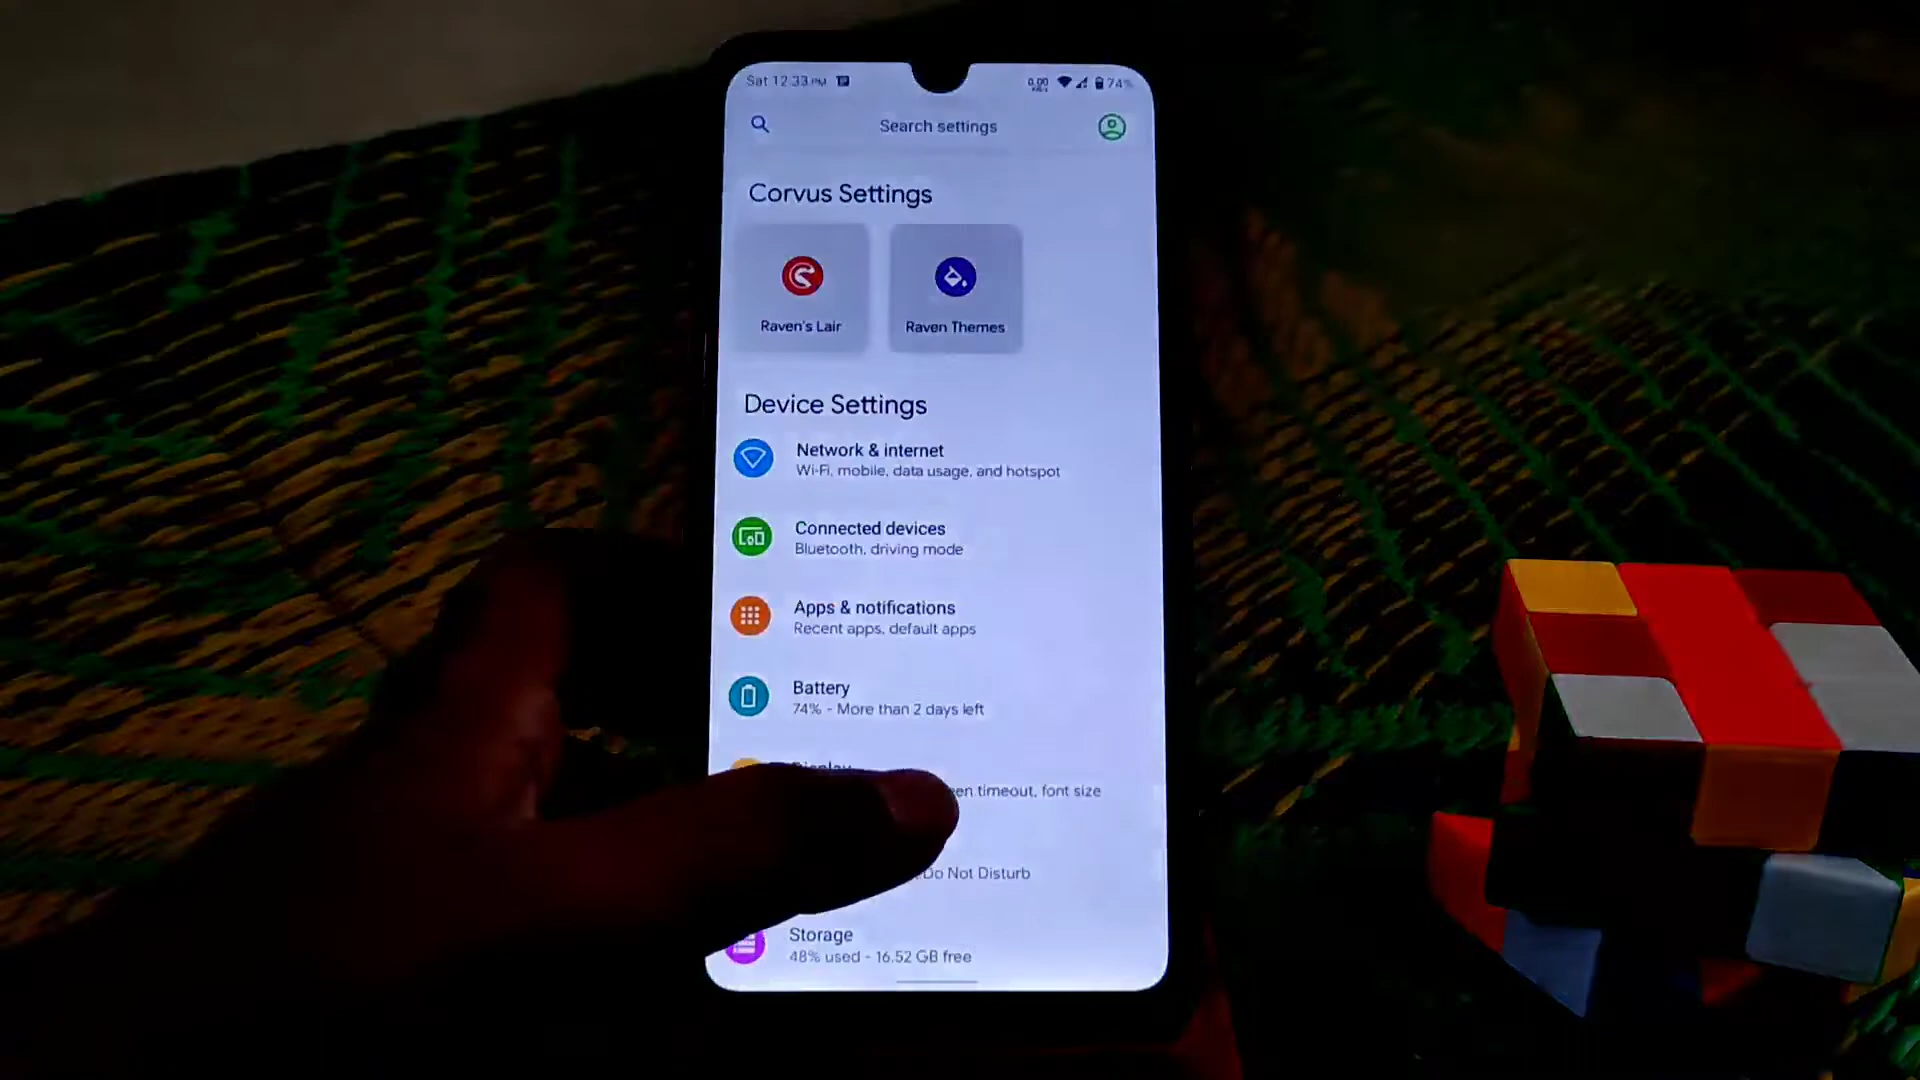 Sat 12:33 PM
0.00
74%
Search settings
Corvus Settings
Raven's Lair
Raven Themes
Device Settings
Network & internet
Wi-Fi, mobile, data usage, and hotspot
Connected devices
Bluetooth, driving mode
Apps & notifications
Recent apps, default apps
Battery
74% - More than 2 days left
Display
timeout, font size
Do Not Disturb
Storage
48% used - 16.52 GB free